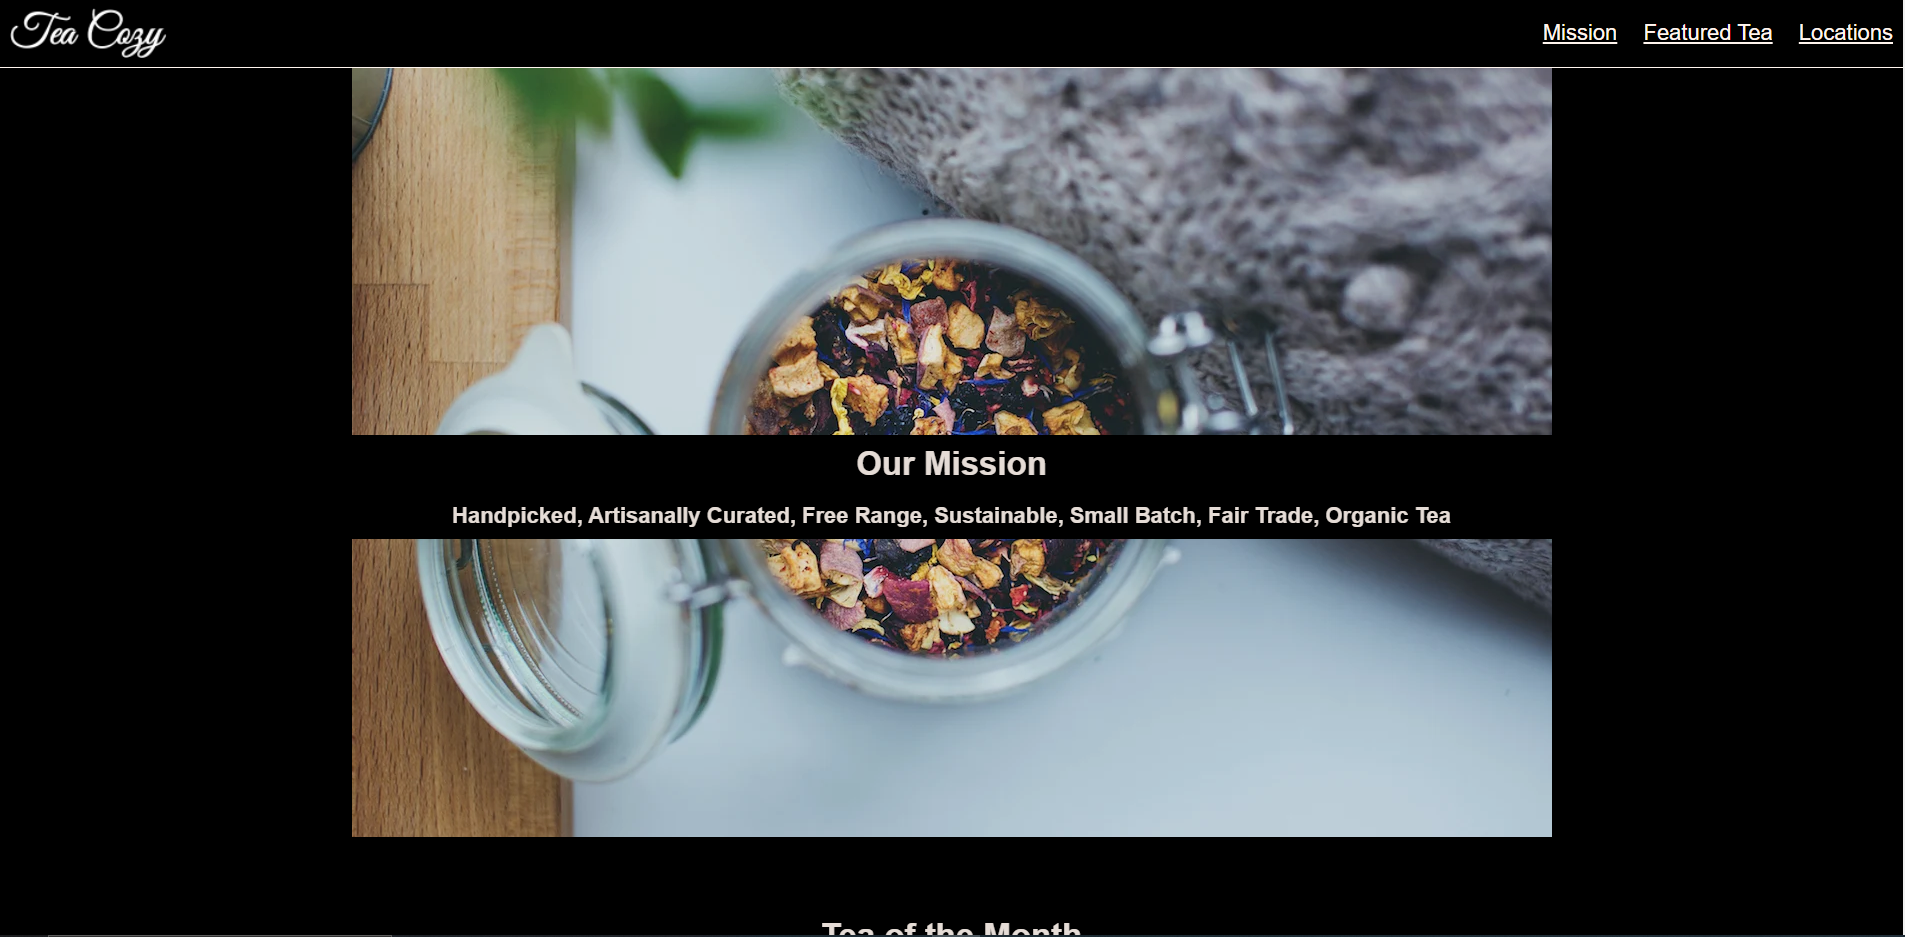 Tea Cozy
Mission Featured Tea Locations
Our Mission
Handpicked, Artisanally Curated, Free Range, Sustainable, Small Batch, Fair Trade, Organic Tea
Tea of the Month